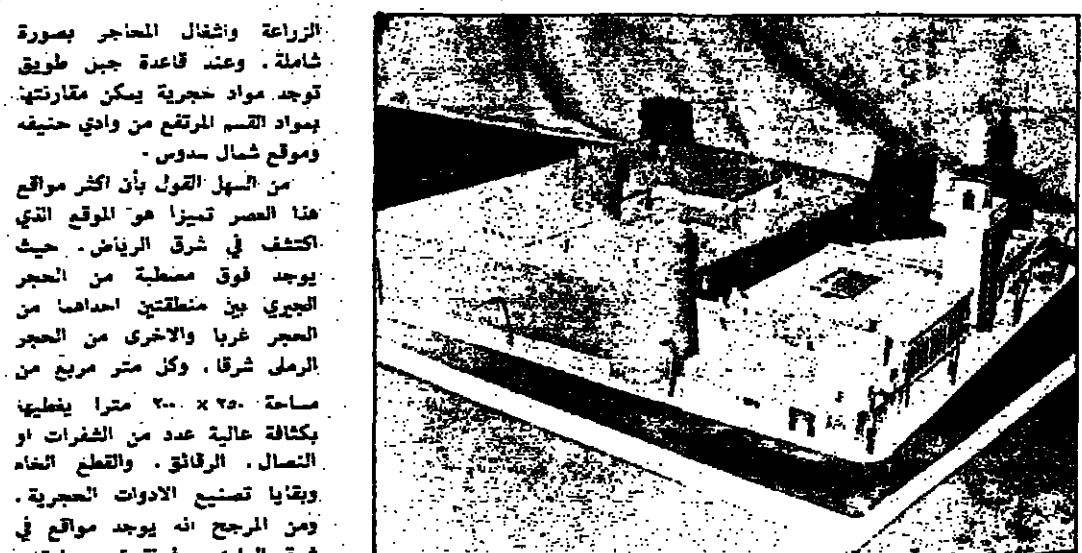 الزراعة واشغال المحاجر بصورة
شاملة. وعند قاعدة جبل طويق
توجد مواد حجرية يمكن مقارنتها
بمواد القسم المرتفع من وادي حنيفه
وموقع شمال سدوس -
من السهل القول بأن اكثر مواقع
هذا العصر تميزا هو الموقع الذي
اكتشف في شرق الرياض. حيث
يوجد فوق مصطبة من الحجر
الجيري بين منطقتين احداهما من
الحجر غربا والاخرى من الحجر
الرملى شرقا. وكل متر مربع من
مساحة ٢٥٠ × ٢٠٠ مترا يغطيها
بكثافة عالية عدد من الشفرات او
النصال. الرقائق. والقطع الخام
وبقايا تصنيع الادوات الحجرية.
ومن المرجح انه يوجد مواقع في